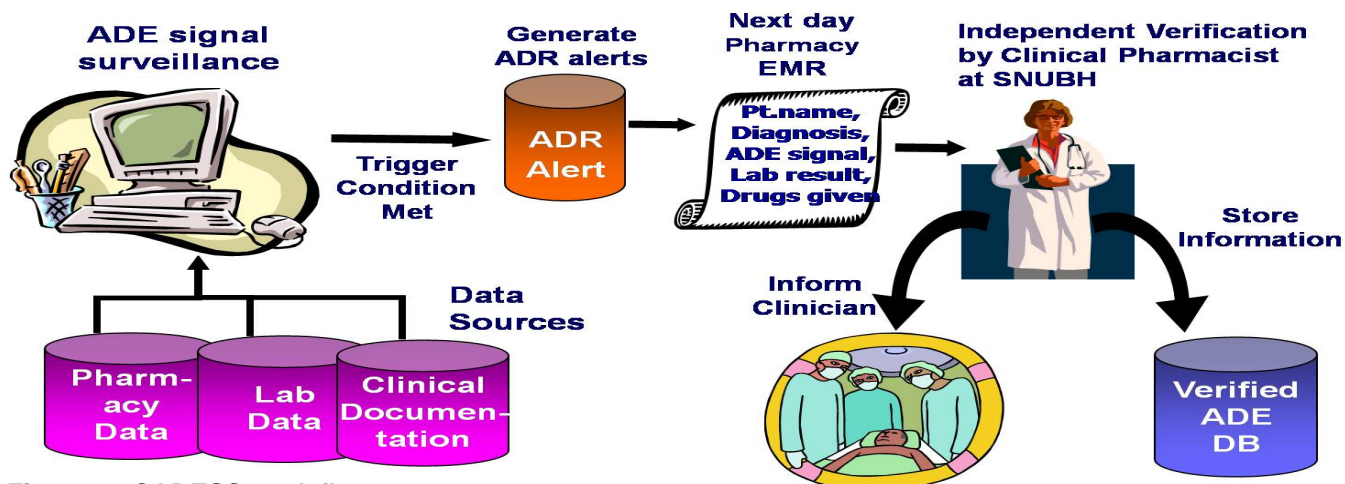 ADE signal
surveillance
Trigger
Condition
Met
Generate
ADR alerts
ADR
Alert
Next day
Pharmacy
EMR
Pt.name,
Diagnosis,
ADE signal,
Lab result,
Drugs given
Independent Verification
by Clinical Pharmacist
at SNUBH
Store
Information
Inform
Clinician
Data
Sources
Pharm-
acy
Data
Lab
Data
Clinical
Documen-
tation
Verified
ADE
DB